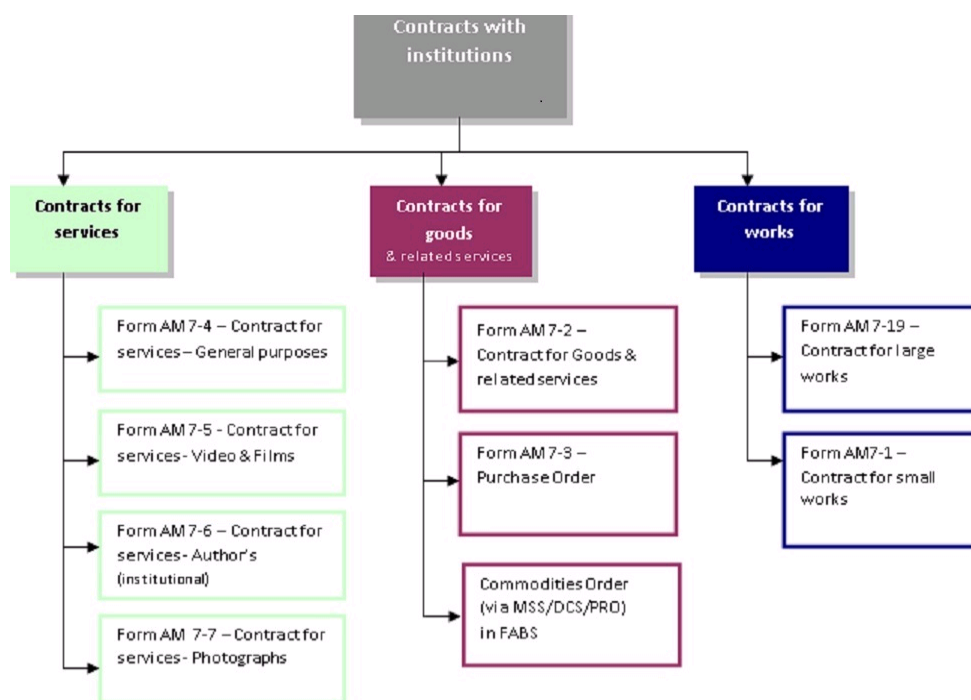 Contracts with
institutions
Contracts for
services
Contracts for
goods
& related services
Contracts for
works
Form AM 7-4 – Contract for
services– General purposes
Form AM 7-5 - Contract for
services- Video & Films
Form AM 7-6 – Contract for
services- Author's
(institutional)
Form AM 7-7 – Contract for
services- Photographs
Form AM 7-2 –
Contract for Goods &
related services
Form AM 7-3 –
Purchase Order
Commodities Order
(via MSS/DCS/PRO)
in FABS
Form AM 7-19 –
Contract for large
works
Form AM7-1 –
Contract for small
works